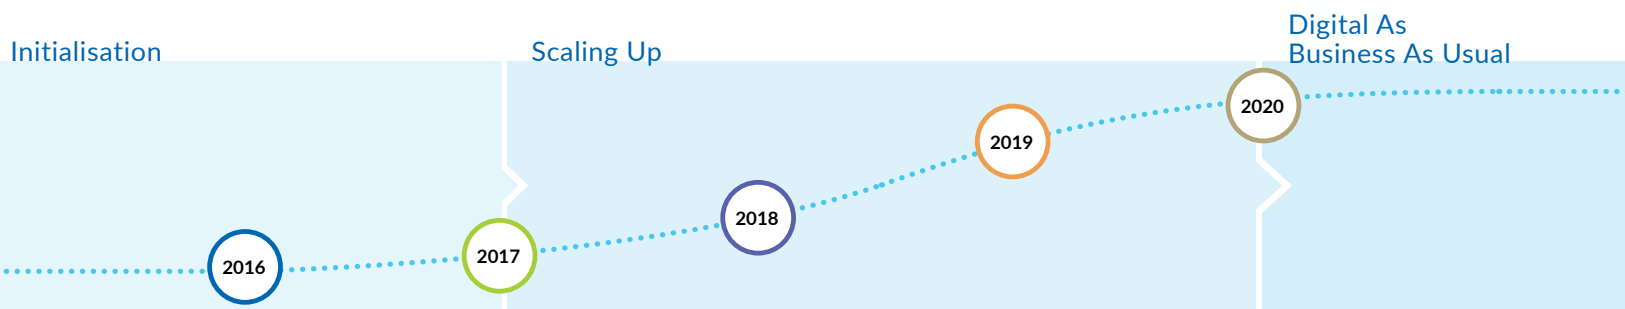 Initialisation
Scaling Up
Digital As
Business As Usual
2016
2017
2018
2019
2020